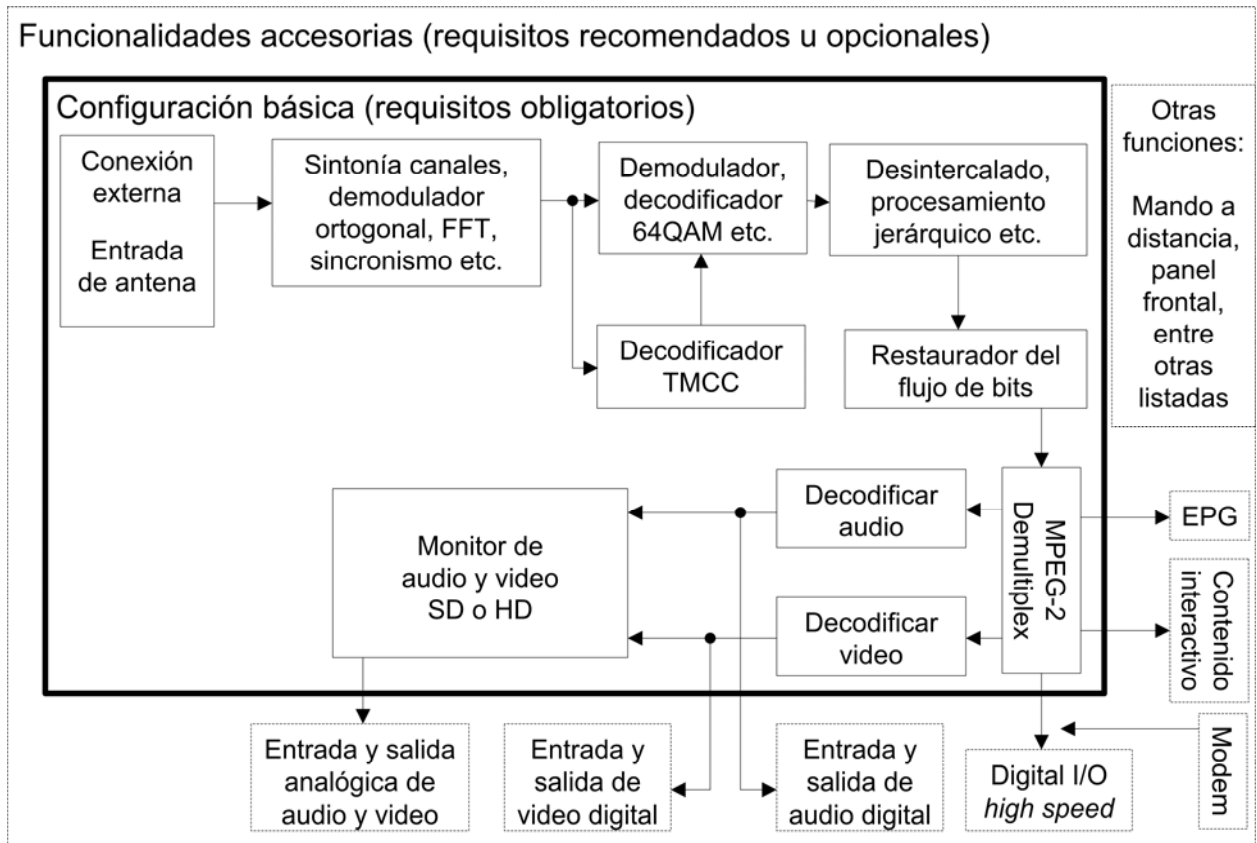 Funcionalidades accesorias (requisitos recomendados u opcionales)
Configuración básica (requisitos obligatorios)
Conexión
externa
Entrada
de antena
Sintonía canales,
demodulador
ortogonal, FFT,
sincronismo etc.
Demodulador,
decodificador
64QAM etc.
Desintercalado,
procesamiento
jerárquico etc.
Otras
funciones:
Mando a
distancia,
panel
frontal,
entre
otras
listadas
Decodificador
TMCC
Restaurador del
flujo de bits
Monitor de
audio y video
SD o HD
Decodificar
audio
Decodificar
video
MPEG-2
Demultiplex
EPG
Contenido
interactivo
Entrada y salida
analógica de
audio y video
Entrada y
salida de
video digital
Entrada y
salida de
audio digital
Digital I/O
high speed
Modem